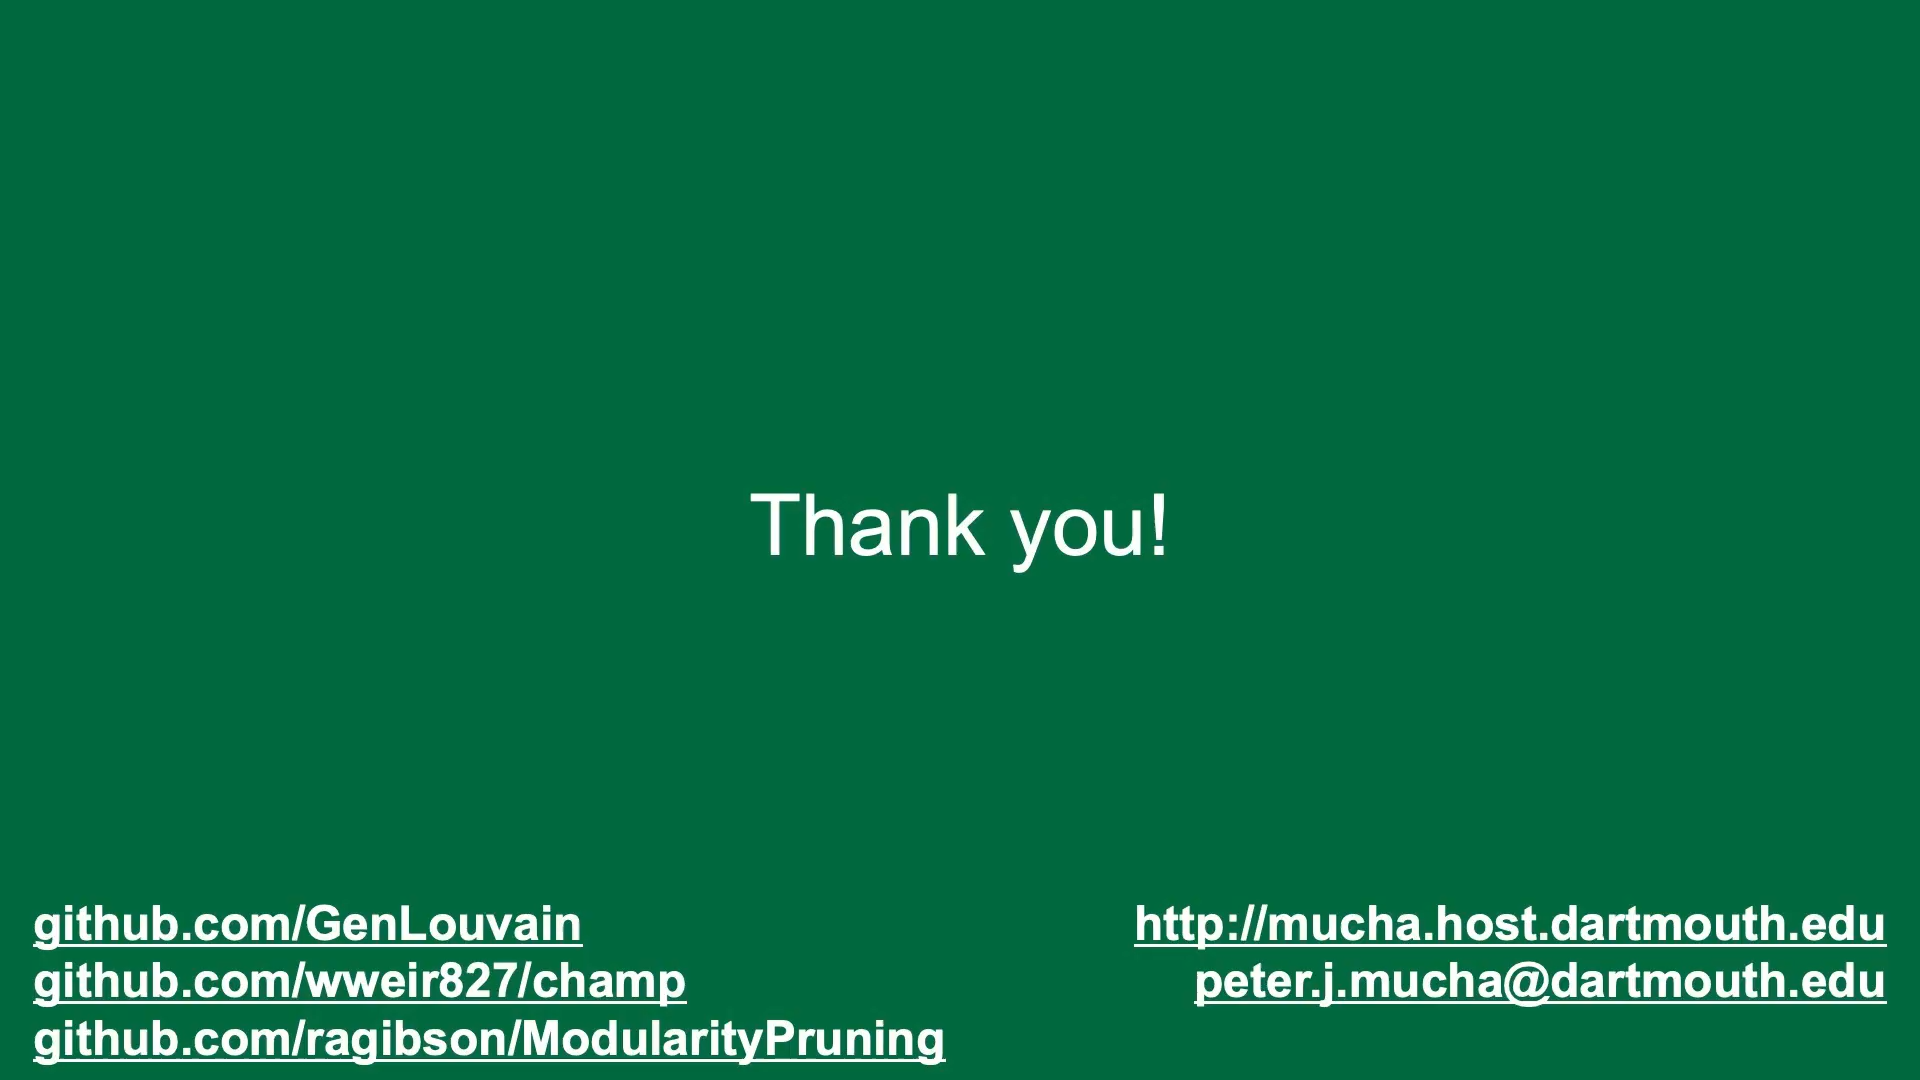 Thank you!
github.com/GenLouvain
github.com/wweir827/champ
github.com/ragibson/ModularityPruning
http://mucha.host.dartmouth.edu
peter.j.mucha@dartmouth.edu